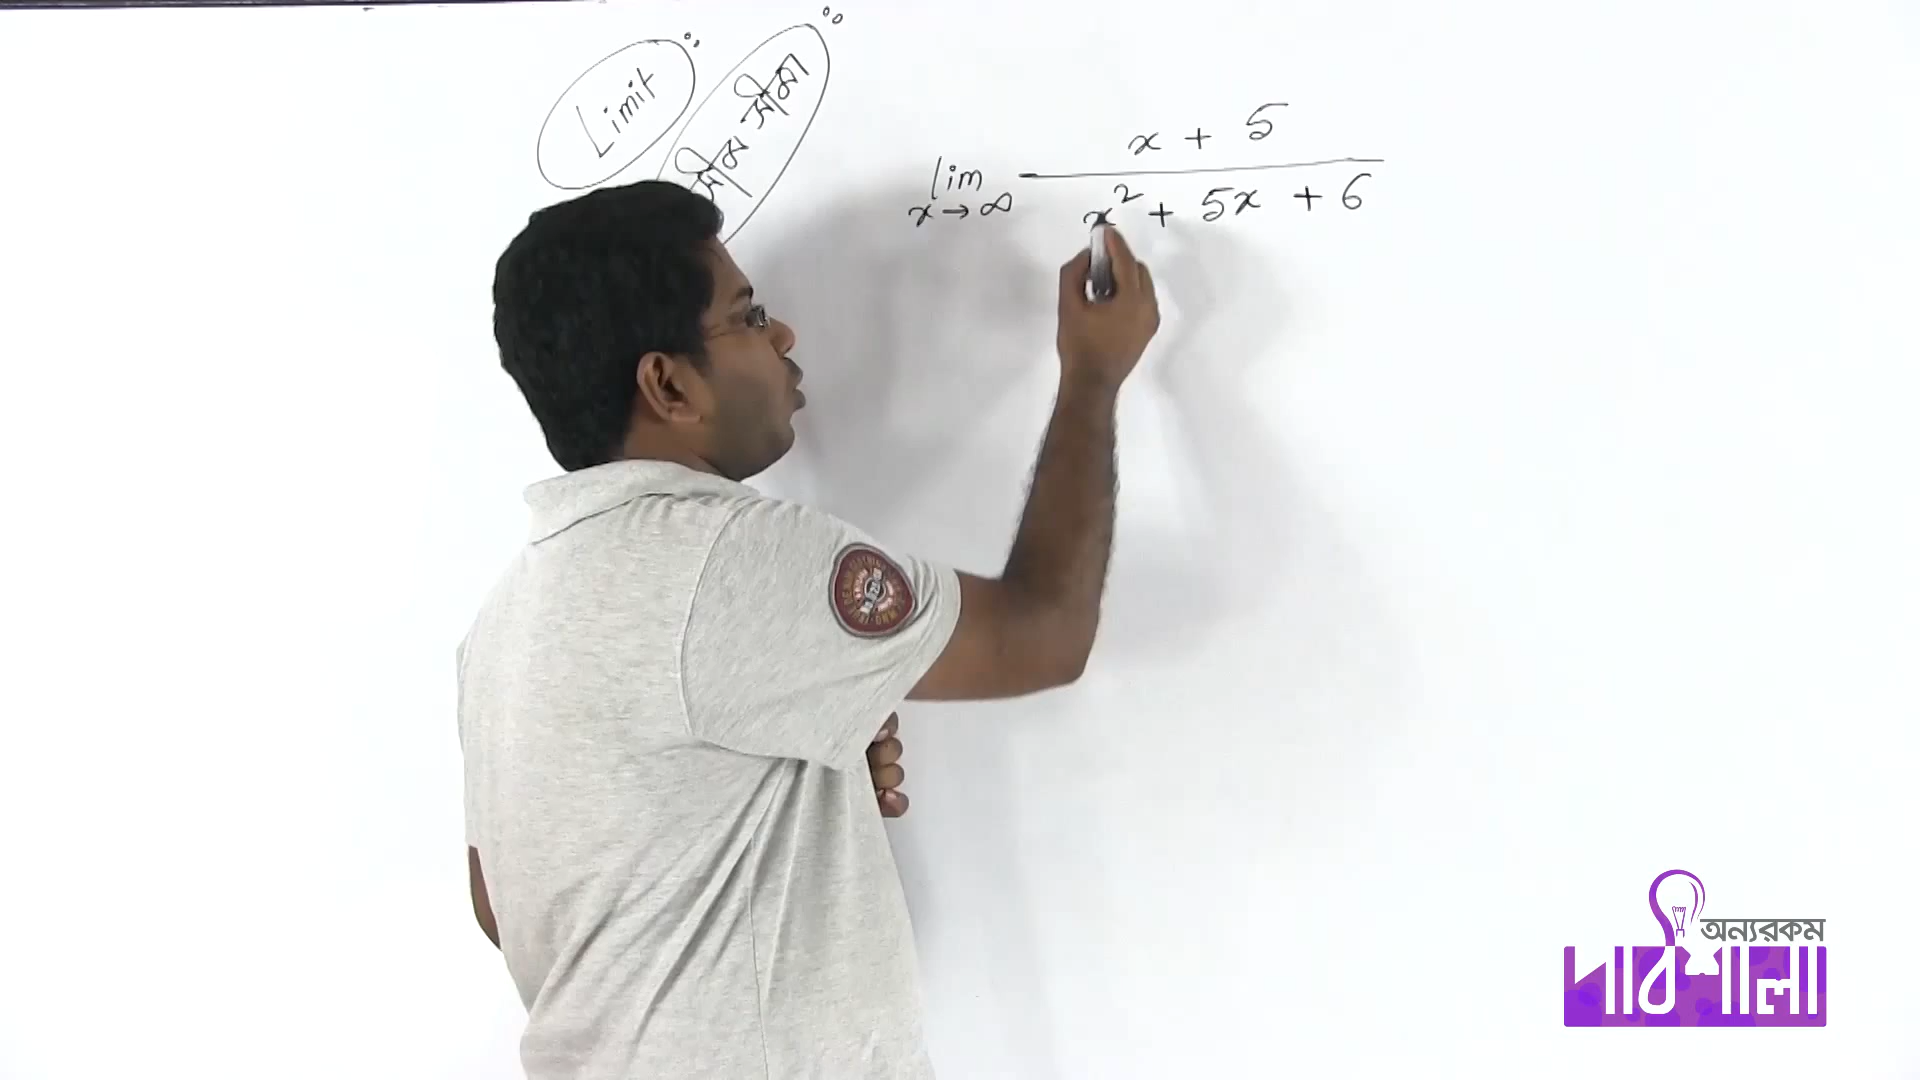 Limit
সীমা
x + 5
lim
x → ∞
x² + 5x + 6
অন্যরকম
পাঠশালা